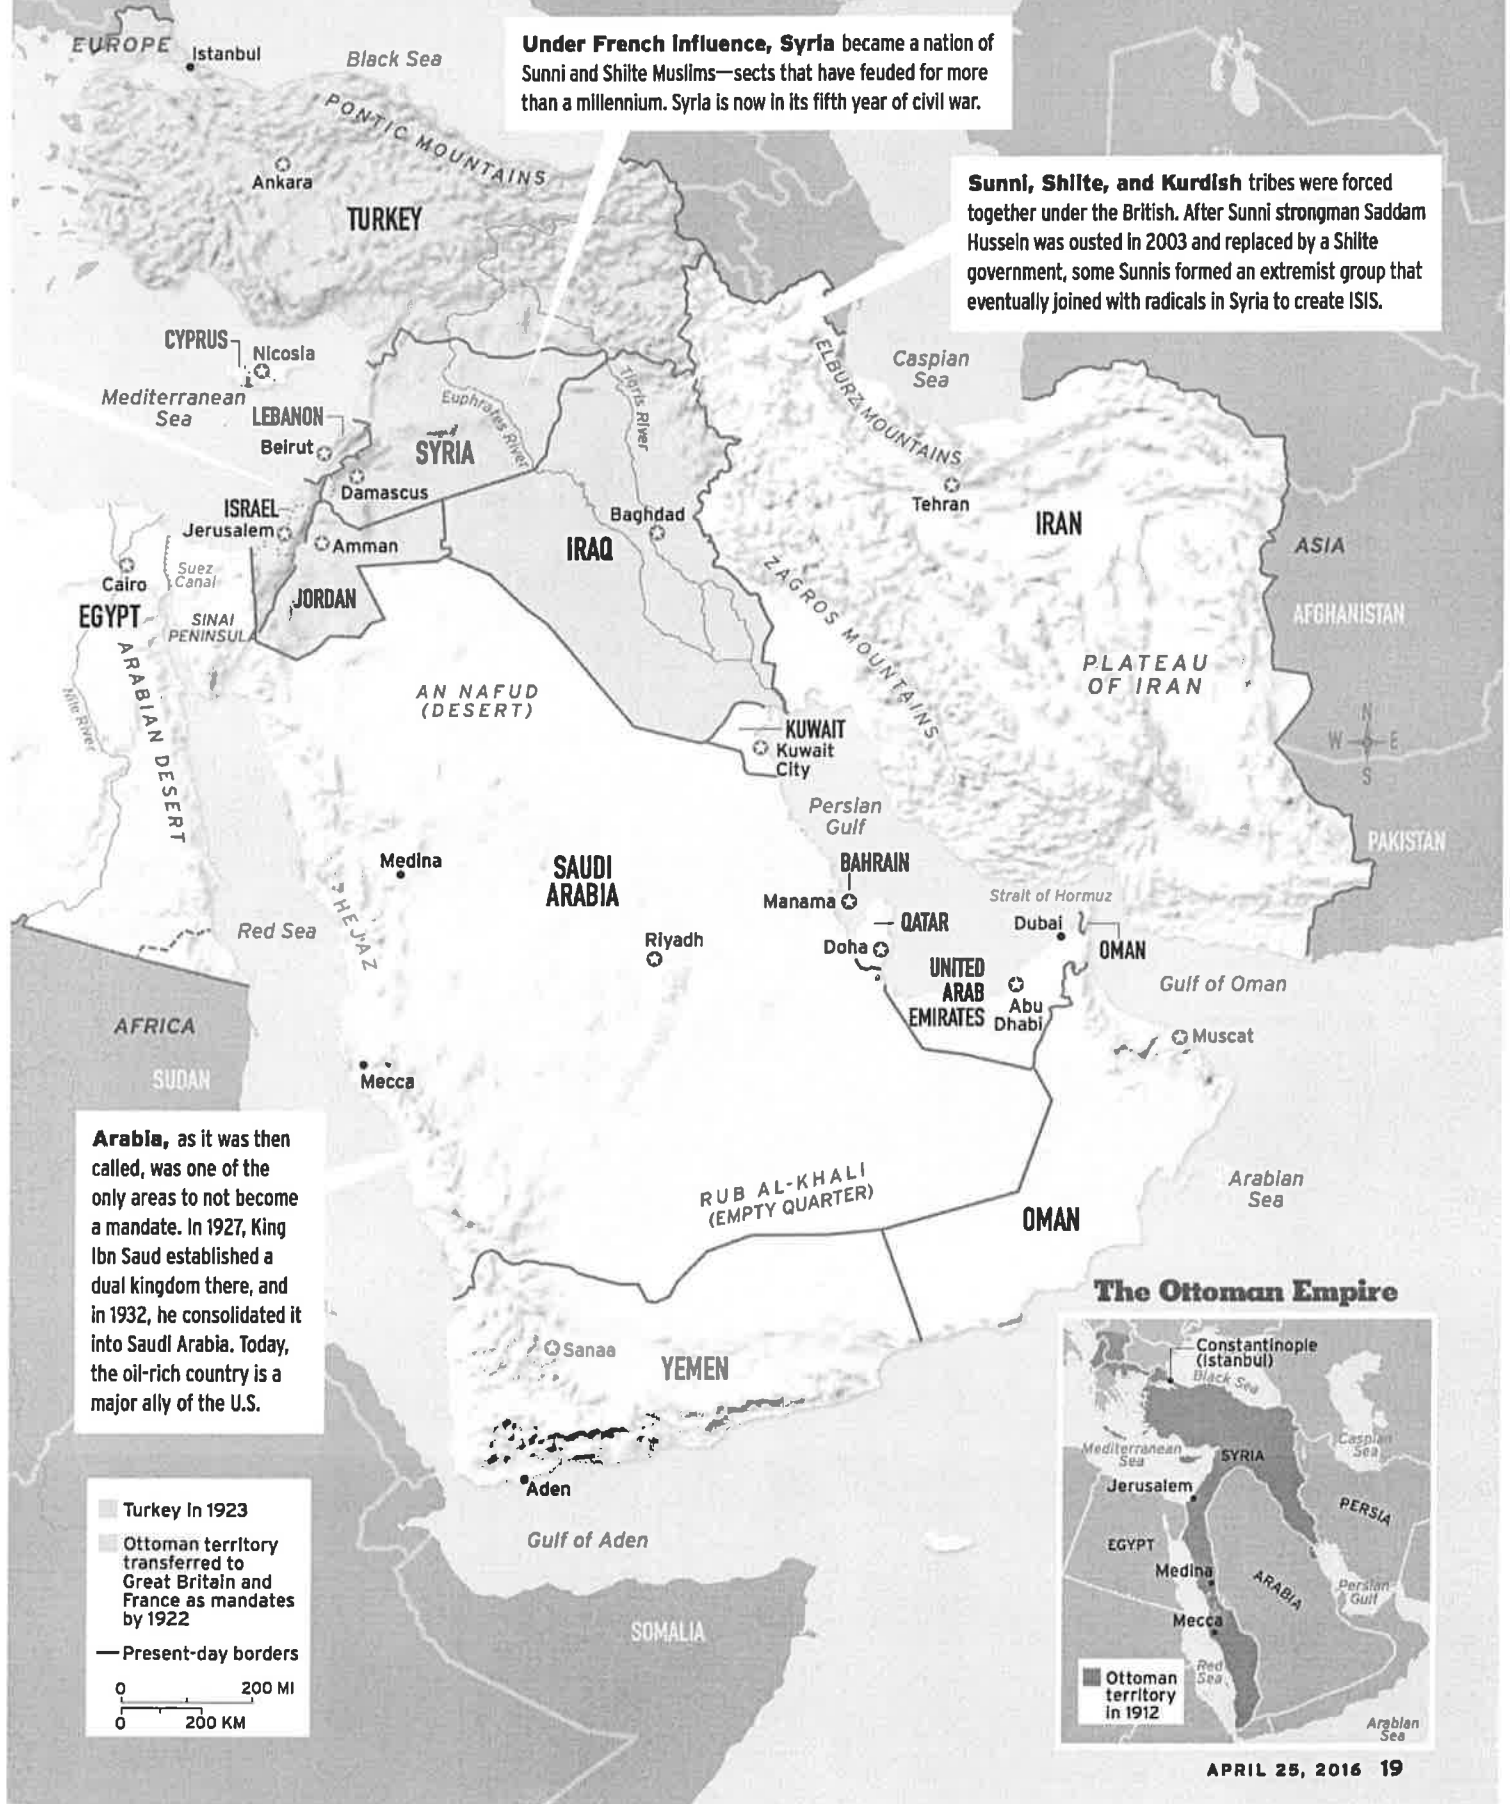 EUROPE
Istanbul
Black Sea
Under French Influence, Syria became a nation of
Sunni and Shiite Muslims—sects that have feuded for more
than a millennium. Syria is now in its fifth year of civil war.
PONTIC MOUNTAINS
Ankara
TURKEY
Sunni, Shiite, and Kurdish tribes were forced
together under the British. After Sunni strongman Saddam
Hussein was ousted in 2003 and replaced by a Shiite
government, some Sunnis formed an extremist group that
eventually joined with radicals in Syria to create ISIS.
CYPRUS
Nicosia
Mediterranean
Sea
LEBANON
Beirut
Euphrates River
SYRIA
Damascus
Tigris River
ELBURZ MOUNTAINS
Caspian
Sea
Tehran
IRAN
ISRAEL
Jerusalem
Amman
Baghdad
IRAQ
ASIA
Cairo
Suez
Canal
EGYPT
SINAI
PENINSULA
JORDAN
ZAGROS MOUNTAINS
AFGHANISTAN
PLATEAU
OF IRAN
ARABIAN DESERT
Nile River
AN NAFUD
(DESERT)
KUWAIT
Kuwait
City
N
W
E
S
Persian
Gulf
PAKISTAN
Medina
SAUDI
ARABIA
BAHRAIN
Manama
Strait of Hormuz
HEJAZ
Red Sea
Riyadh
QATAR
Doha
Dubai
OMAN
UNITED
ARAB
EMIRATES
Abu
Dhabi
Gulf of Oman
AFRICA
Muscat
SUDAN
Mecca
Arabia, as it was then
called, was one of the
only areas to not become
a mandate. In 1927, King
Ibn Saud established a
dual kingdom there, and
in 1932, he consolidated it
into Saudi Arabia. Today,
the oil-rich country is a
major ally of the U.S.
RUB AL-KHALI
(EMPTY QUARTER)
OMAN
Arabian
Sea
Sanaa
YEMEN
Aden
Gulf of Aden
SOMALIA
Turkey in 1923
Ottoman territory
transferred to
Great Britain and
France as mandates
by 1922
Present-day borders
0 200 MI
0 200 KM
The Ottoman Empire
Constantinople
(Istanbul)
Black Sea
Mediterranean
Sea
SYRIA
Caspian
Sea
Jerusalem
PERSIA
EGYPT
Medina
ARABIA
Persian
Gulf
Mecca
Red
Sea
Ottoman
territory
in 1912
Arabian
Sea
APRIL 25, 2016 19